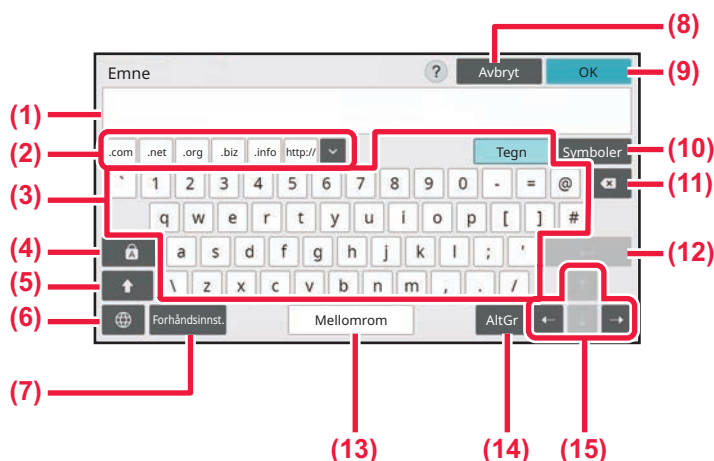 (8)
Emne ? Avbryt OK (9)
(1)
(2) .com .net .org .biz .info http:// Tegn Symboler (10)
(3) ` 1 2 3 4 5 6 7 8 9 0 - = @ (11)
q w e r t y u i o p [ ] #
(4) A a s d f g h j k l ; ' (12)
(5) \ z x c v b n m , . /
(6) Forhåndsinnst. Mellomrom AltGr
(7)
(13) (14) (15)